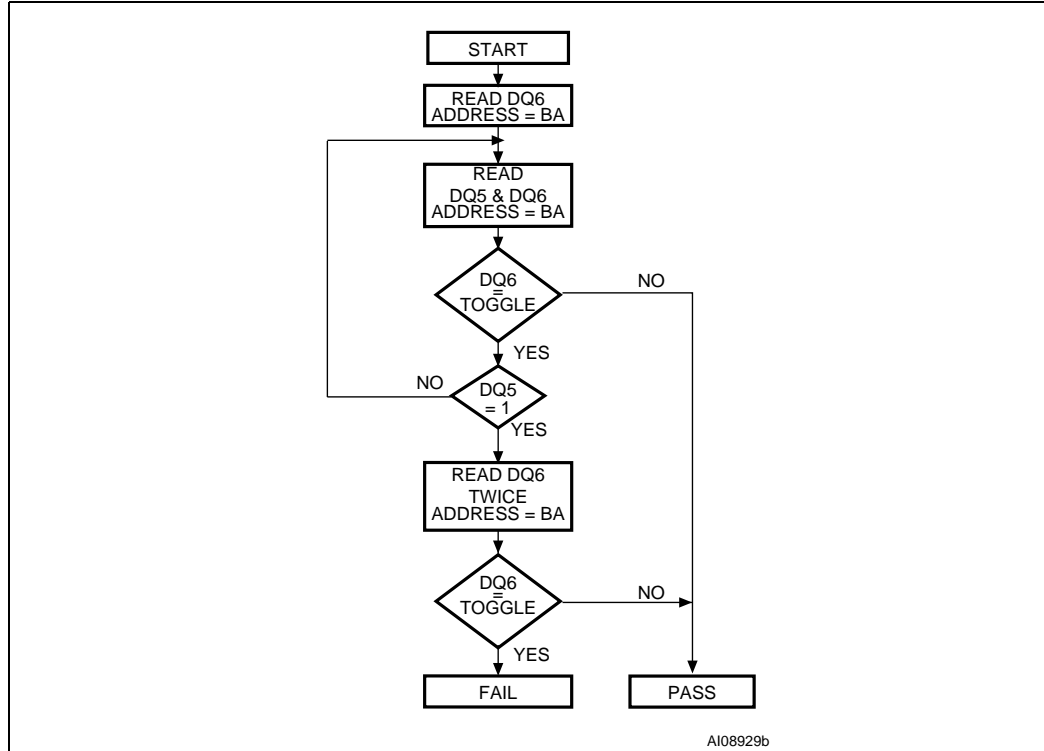 START
READ DQ6
ADDRESS = BA
READ
DQ5 & DQ6
ADDRESS = BA
DQ6
=
TOGGLE
NO
YES
NO
DQ5
= 1
YES
READ DQ6
TWICE
ADDRESS = BA
DQ6
=
TOGGLE
NO
YES
FAIL
PASS
AI08929b